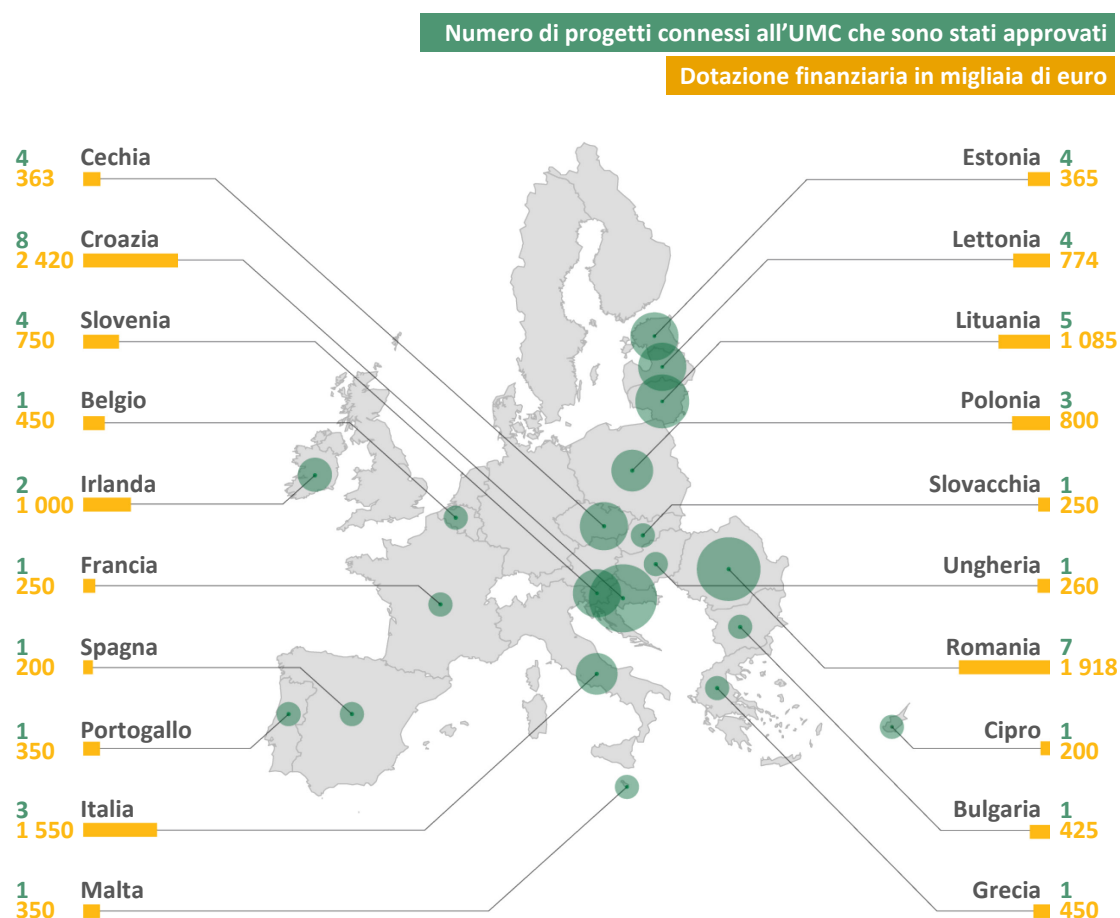 Numero di progetti connessi all'UMC che sono stati approvati
Dotazione finanziaria in migliaia di euro
4 Cechia
363
8 Croazia
2 420
4 Slovenia
750
1 Belgio
450
2 Irlanda
1 000
1 Francia
250
1 Spagna
200
1 Portogallo
350
3 Italia
1 550
1 Malta
350
Estonia 4
365
Lettonia 4
774
Lituania 5
1 085
Polonia 3
800
Slovacchia 1
250
Ungheria 1
260
Romania 7
1 918
Cipro 1
200
Bulgaria 1
425
Grecia 1
450